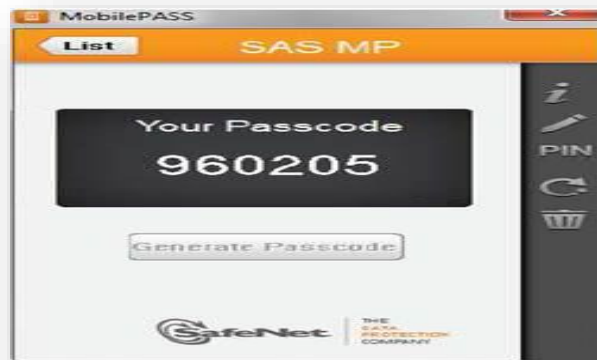 MobilePASS
List
SAS MP
Your Passcode
960205
PIN
Generate Passcode
SafeNet
THE
DATA
PROTECTION
COMPANY